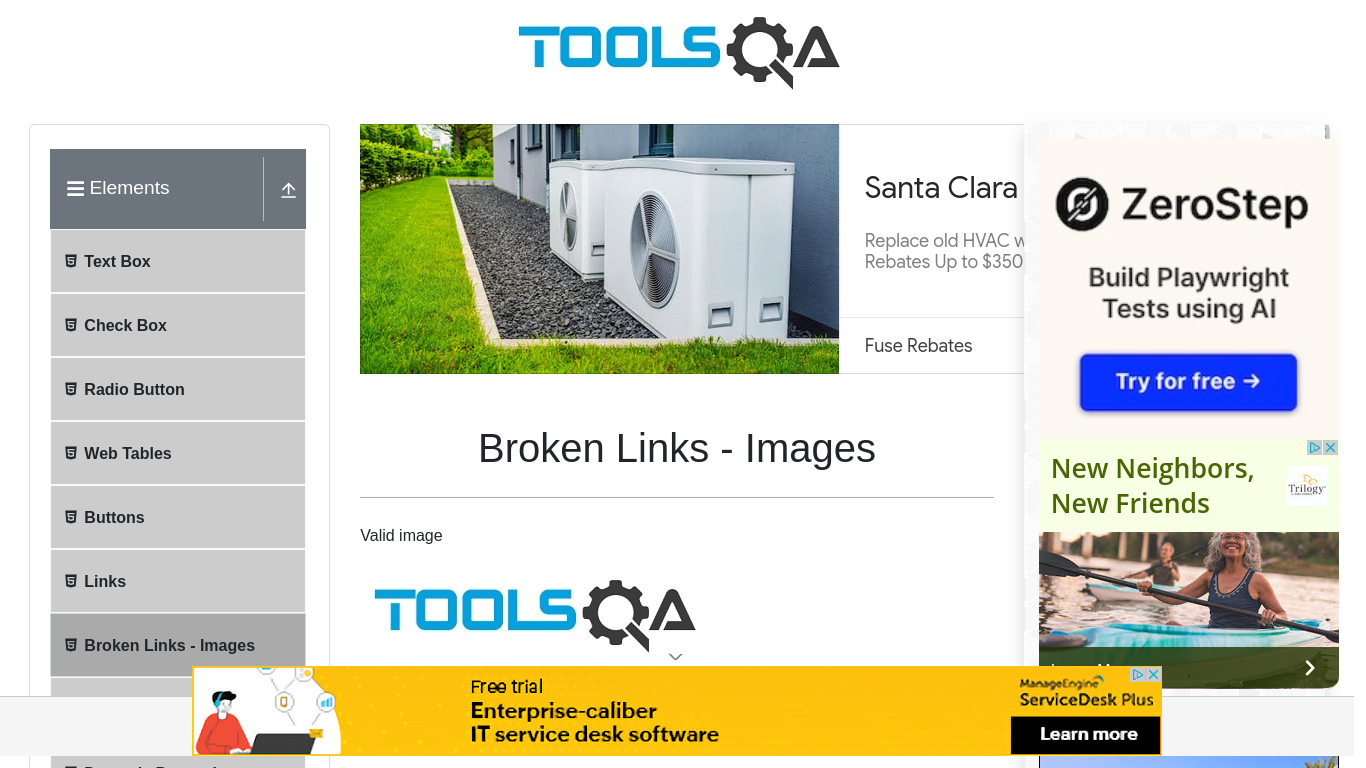 TOOLSQA
Elements
Text Box
Check Box
Radio Button
Web Tables
Buttons
Links
Broken Links - Images
Santa Clara
Replace old HVAC
Rebates Up to $350
Fuse Rebates
Broken Links - Images
Valid image
TOOLSQA
ZeroStep
Build Playwright
Tests using AI
Try for free →
New Neighbors,
New Friends
Trilogy
Free trial
Enterprise-caliber
IT service desk software
ManageEngine
ServiceDesk Plus
Learn more